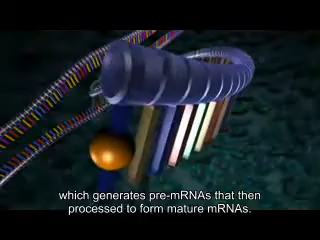 which generates pre-mRNAs that then
processed to form mature mRNAs.